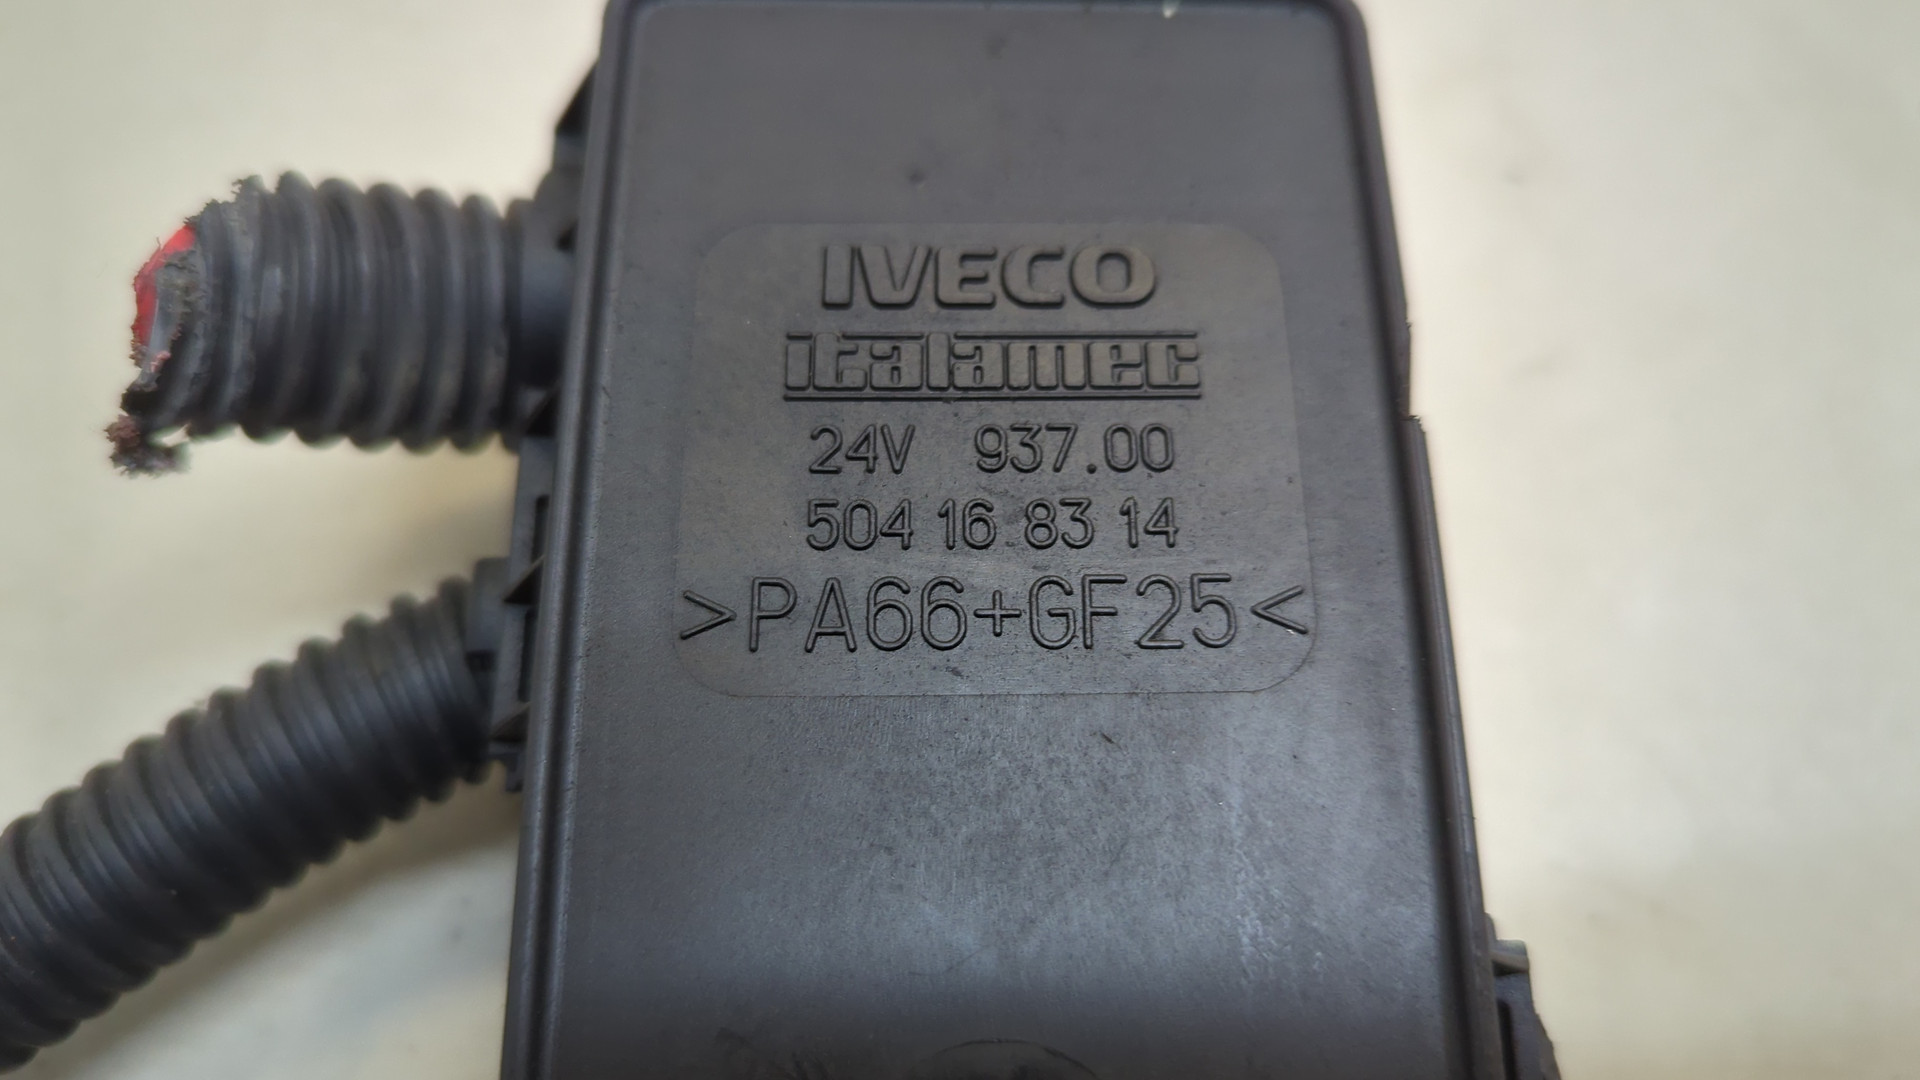 IVECO
italamec
24V 937.00
504 16 83 14
>PA66+GF25<